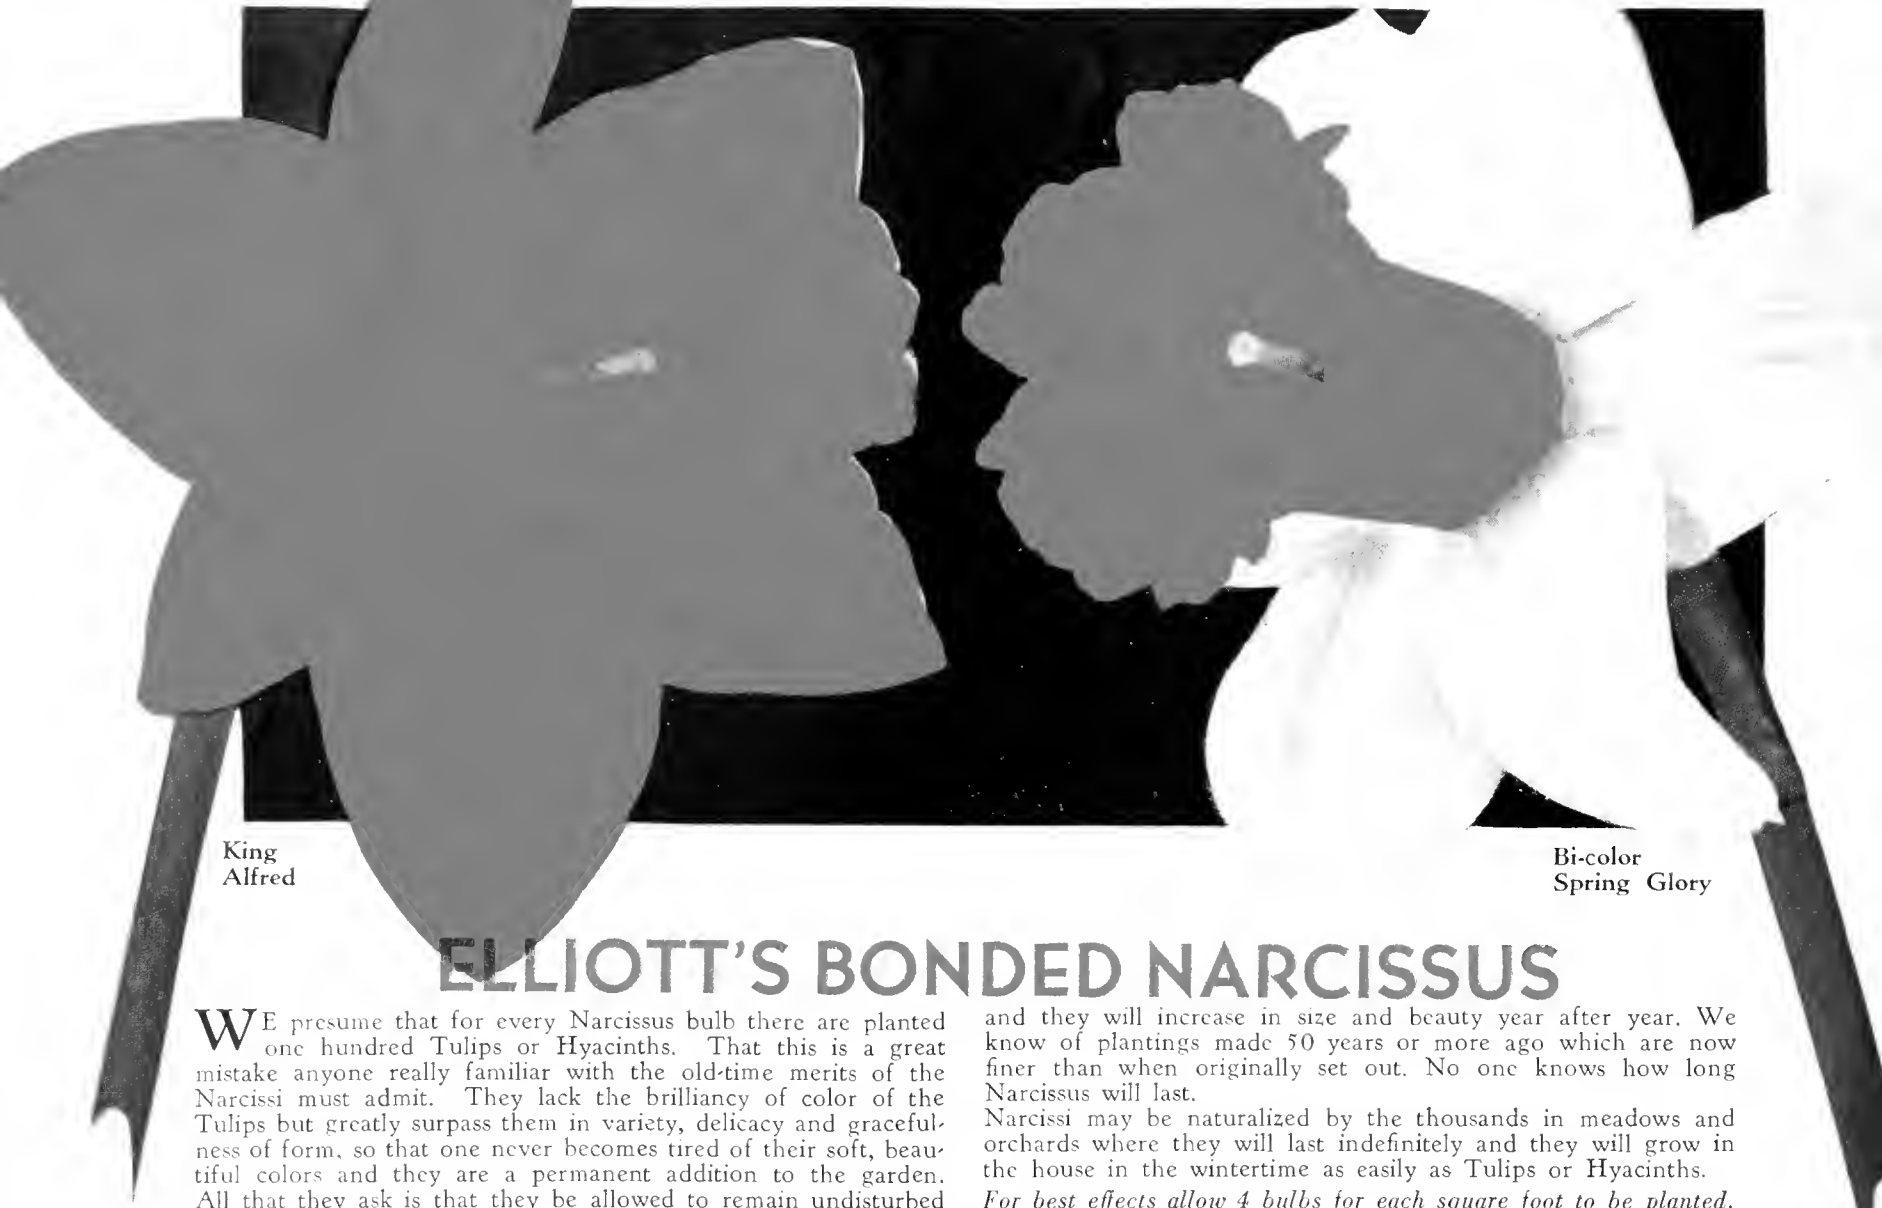 King
Alfred
Bi-color
Spring Glory
ELLIOTT'S BONDED NARCISSUS
WE presume that for every Narcissus bulb there are planted
one hundred Tulips or Hyacinths. That this is a great
mistake anyone really familiar with the old-time merits of the
Narcissi must admit. They lack the brilliancy of color of the
Tulips but greatly surpass them in variety, delicacy and graceful-
ness of form, so that one never becomes tired of their soft, beau-
tiful colors and they are a permanent addition to the garden.
All that they ask is that they be allowed to remain undisturbed
and they will increase in size and beauty year after year. We
know of plantings made 50 years or more ago which are now
finer than when originally set out. No one knows how long
Narcissus will last.
Narcissi may be naturalized by the thousands in meadows and
orchards where they will last indefinitely and they will grow in
the house in the wintertime as easily as Tulips or Hyacinths.
For best effects allow 4 bulbs for each square foot to be planted.